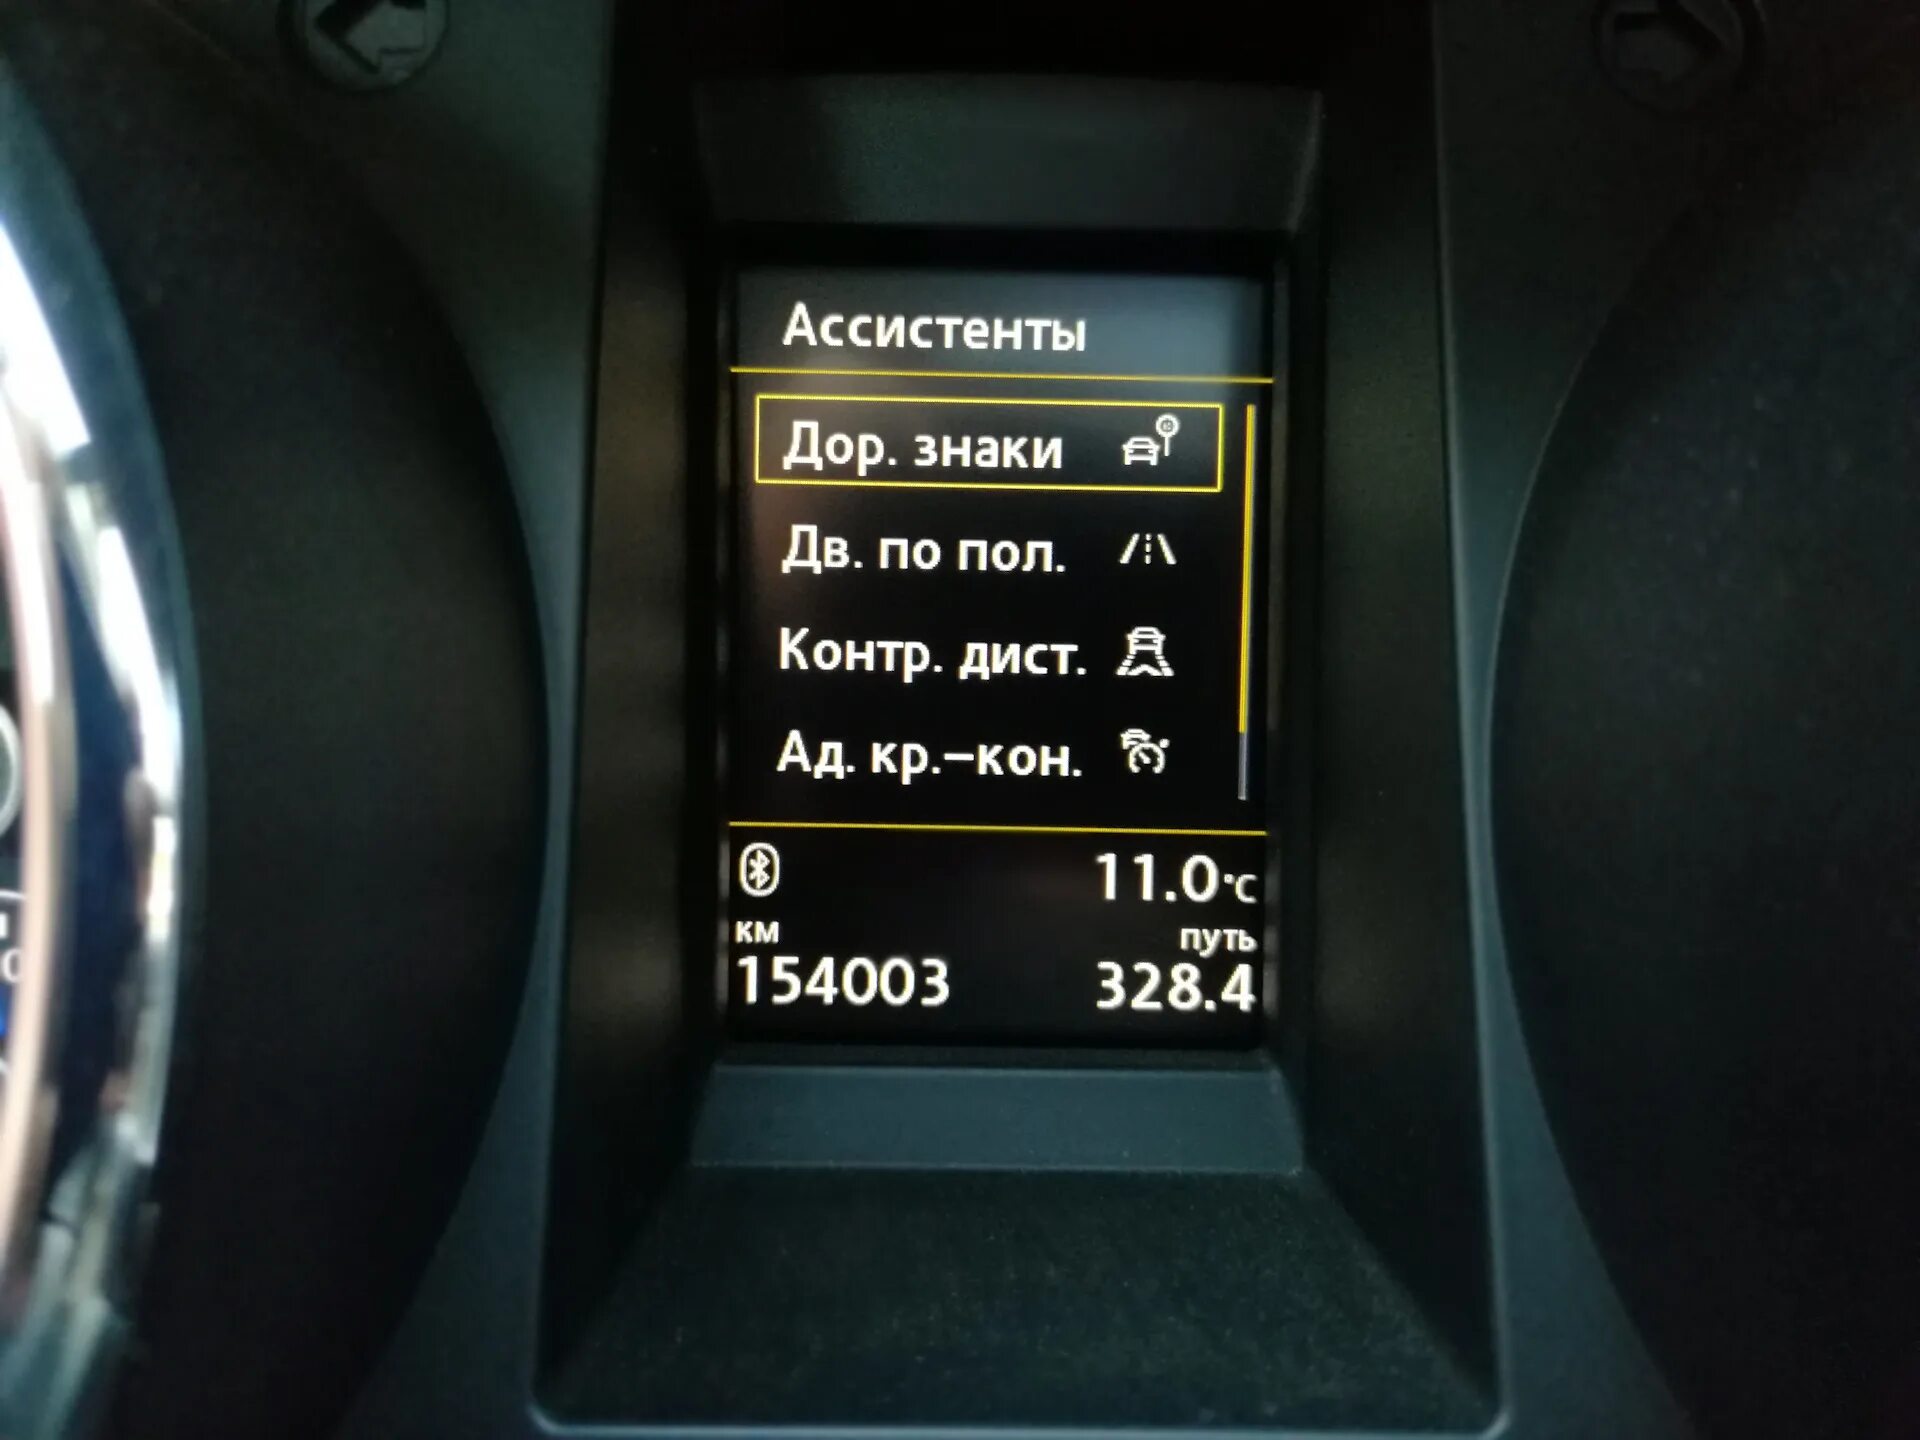 Ассистенты
Дор. знаки
Дв. по пол.
Контр. дист.
Ад. кр.–кон.
11.0°C
км путь
154003 328.4